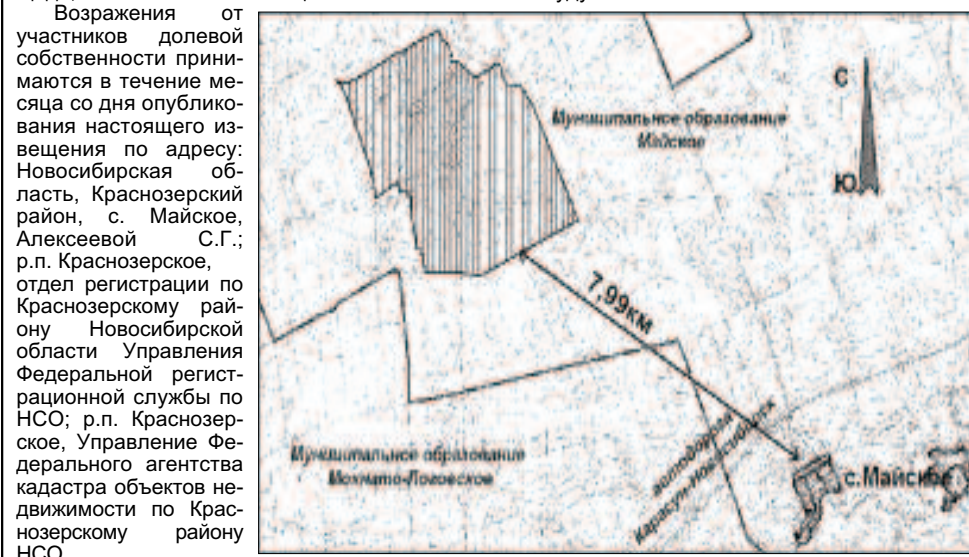 Возражения от
участников долевой
собственности прини-
маются в течение ме-
сяца со дня опублико-
вания настоящего из-
вещения по адресу:
Новосибирская об-
ласть, Краснозерский
район, с. Майское,
Алексеевой С.Г.;
р.п. Краснозерское,
отдел регистрации по
Краснозерскому рай-
ону Новосибирской
области Управления
Федеральной регист-
рационной службы по
НСО; р.п. Краснозер-
ское, Управление Фе-
дерального агентства
кадастра объектов не-
движимости по Крас-
нозерскому району
НСО
Муниципальное образование
Майское
С
Ю
7,99км
Муниципальное образование
Мохнато-Логовское
автодорога
Карасук-Новосибирск
с.Майское